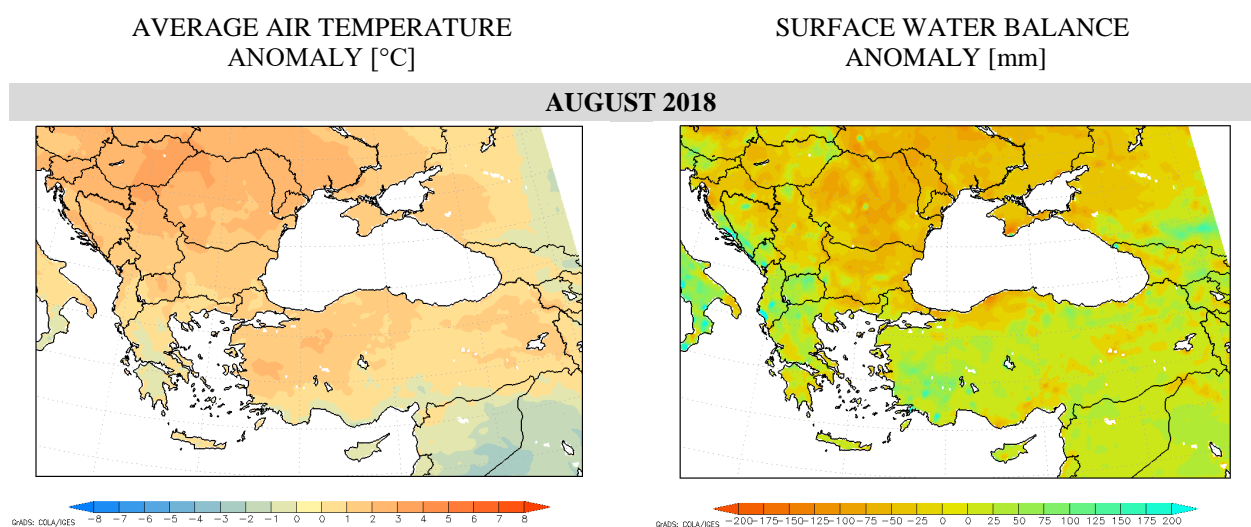 AVERAGE AIR TEMPERATURE
ANOMALY [°C]
SURFACE WATER BALANCE
ANOMALY [mm]
AUGUST 2018
-8 -7 -6 -5 -4 -3 -2 -1 0 0 1 2 3 4 5 6 7 8
GrADS: COLA/IGES
-200 -175 -150 -125 -100 -75 -50 -25 0 0 25 50 75 100 125 150 175 200
GrADS: COLA/IGES